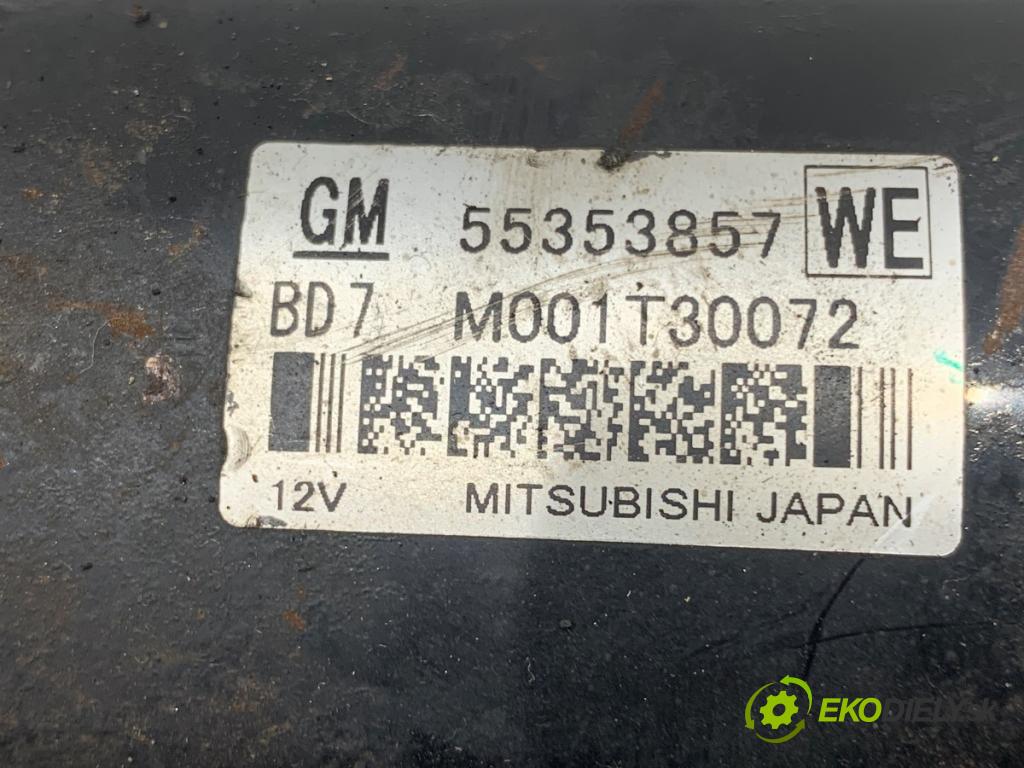 GM 55353857 WE
BD7 M001T30072
12V MITSUBISHI JAPAN
EKODIELY.sk